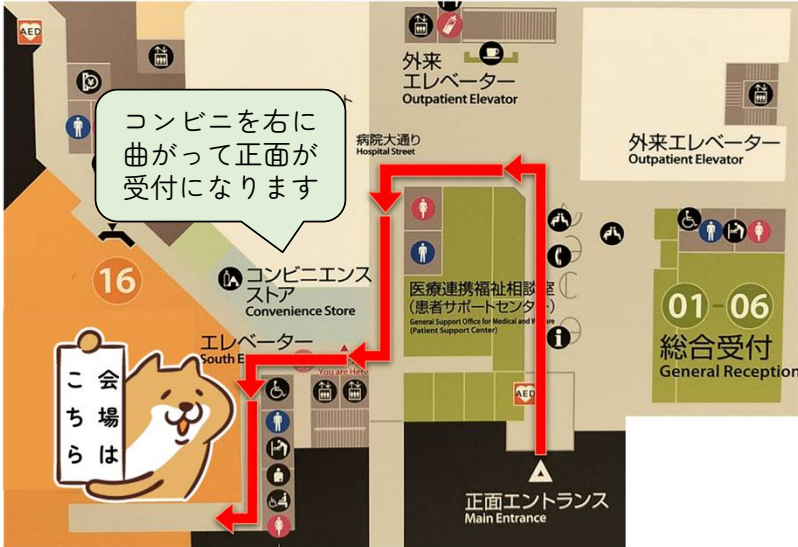 AED
外来
エレベーター
Outpatient Elevator
コンビニを右に
曲がって正面が
受付になります
ト
病院大通り
Hospital Street
外来エレベーター
Outpatient Elevator
16
コンビニエンス
ストア
Convenience Store
医療連携福祉相談室
(患者サポートセンター)
General Support Office for Medical and Welfare
(Patient Support Center)
01-06
総合受付
General Reception
エレベーター
South E
You are Here
会場は
こちら
AED
正面エントランス
Main Entrance